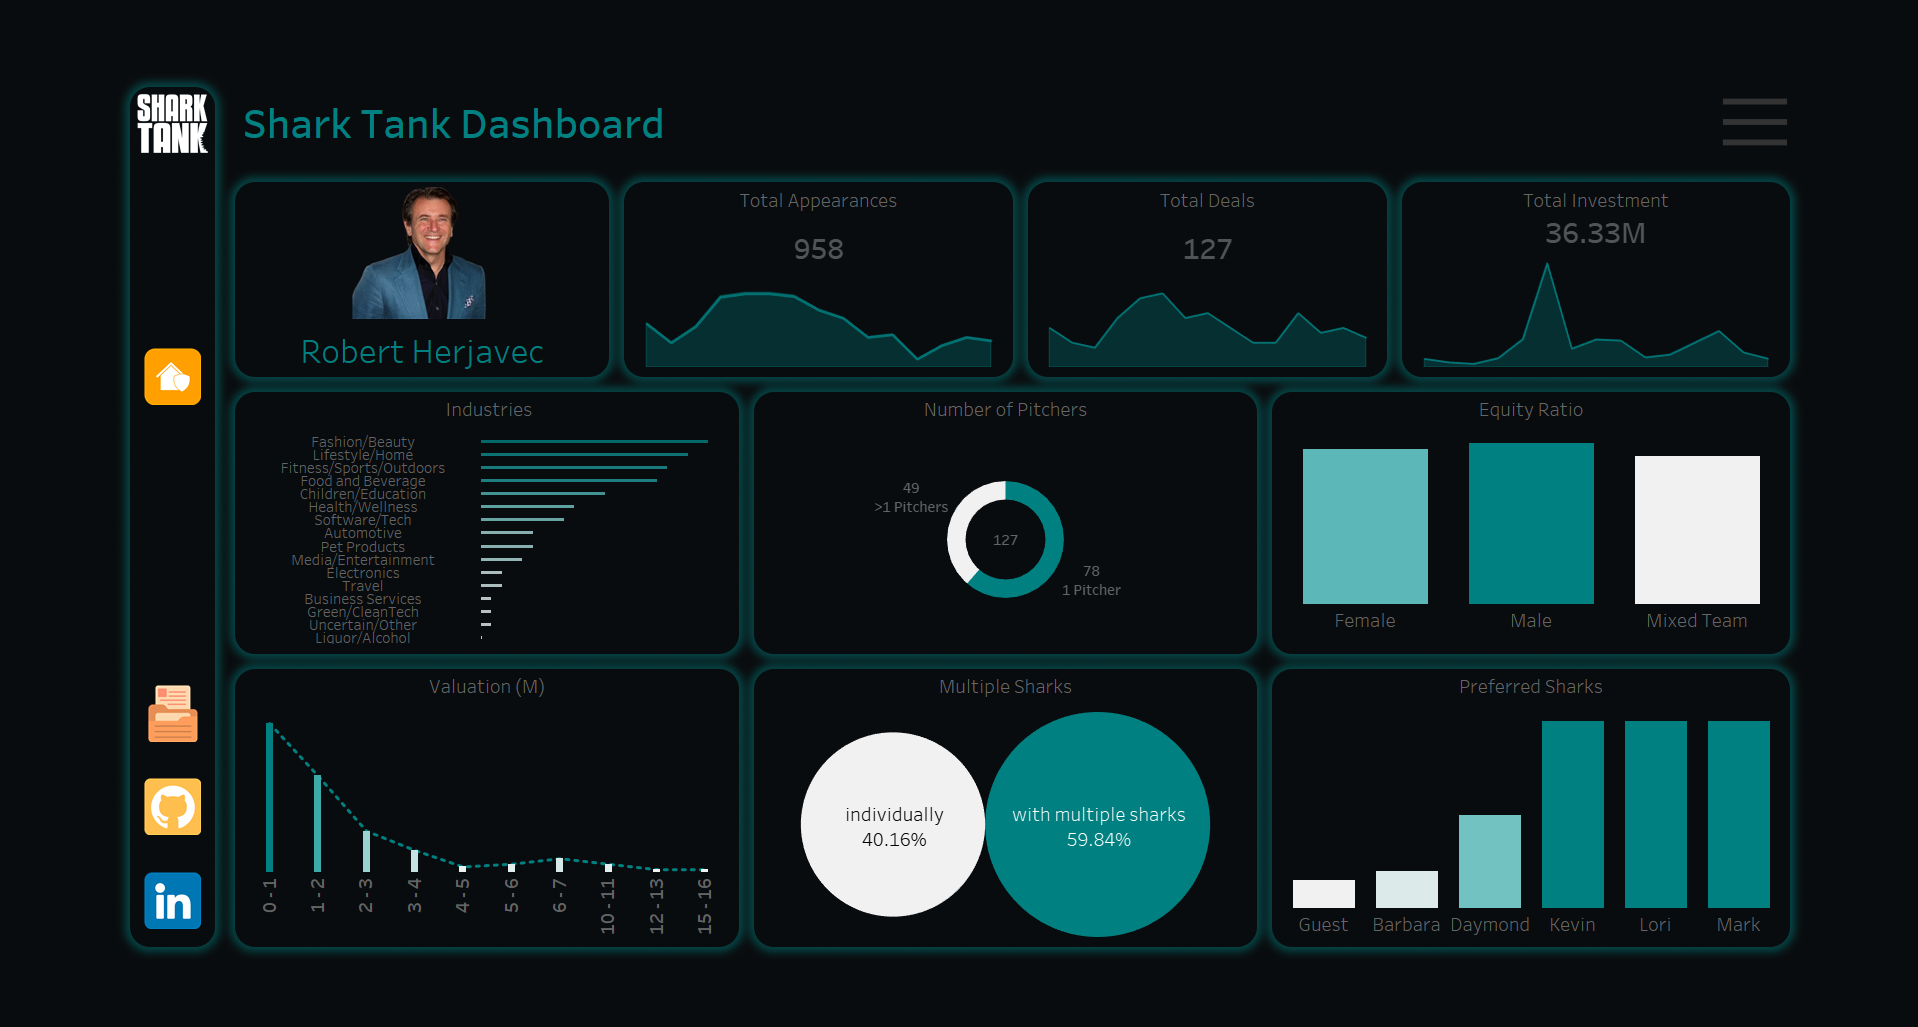 SHARK
TANK
Shark Tank Dashboard
Robert Herjavec
Total Appearances
958
Total Deals
127
Total Investment
36.33M
Industries
Fashion/Beauty
Lifestyle/Home
Fitness/Sports/Outdoors
Food and Beverage
Children/Education
Health/Wellness
Software/Tech
Automotive
Pet Products
Media/Entertainment
Electronics
Travel
Business Services
Green/CleanTech
Uncertain/Other
Liquor/Alcohol
Number of Pitchers
49
>1 Pitchers
127
78
1 Pitcher
Equity Ratio
Female
Male
Mixed Team
Valuation (M)
0 - 1
1 - 2
2 - 3
3 - 4
4 - 5
5 - 6
6 - 7
10 - 11
12 - 13
15 - 16
Multiple Sharks
individually
40.16%
with multiple sharks
59.84%
Preferred Sharks
Guest
Barbara
Daymond
Kevin
Lori
Mark
in